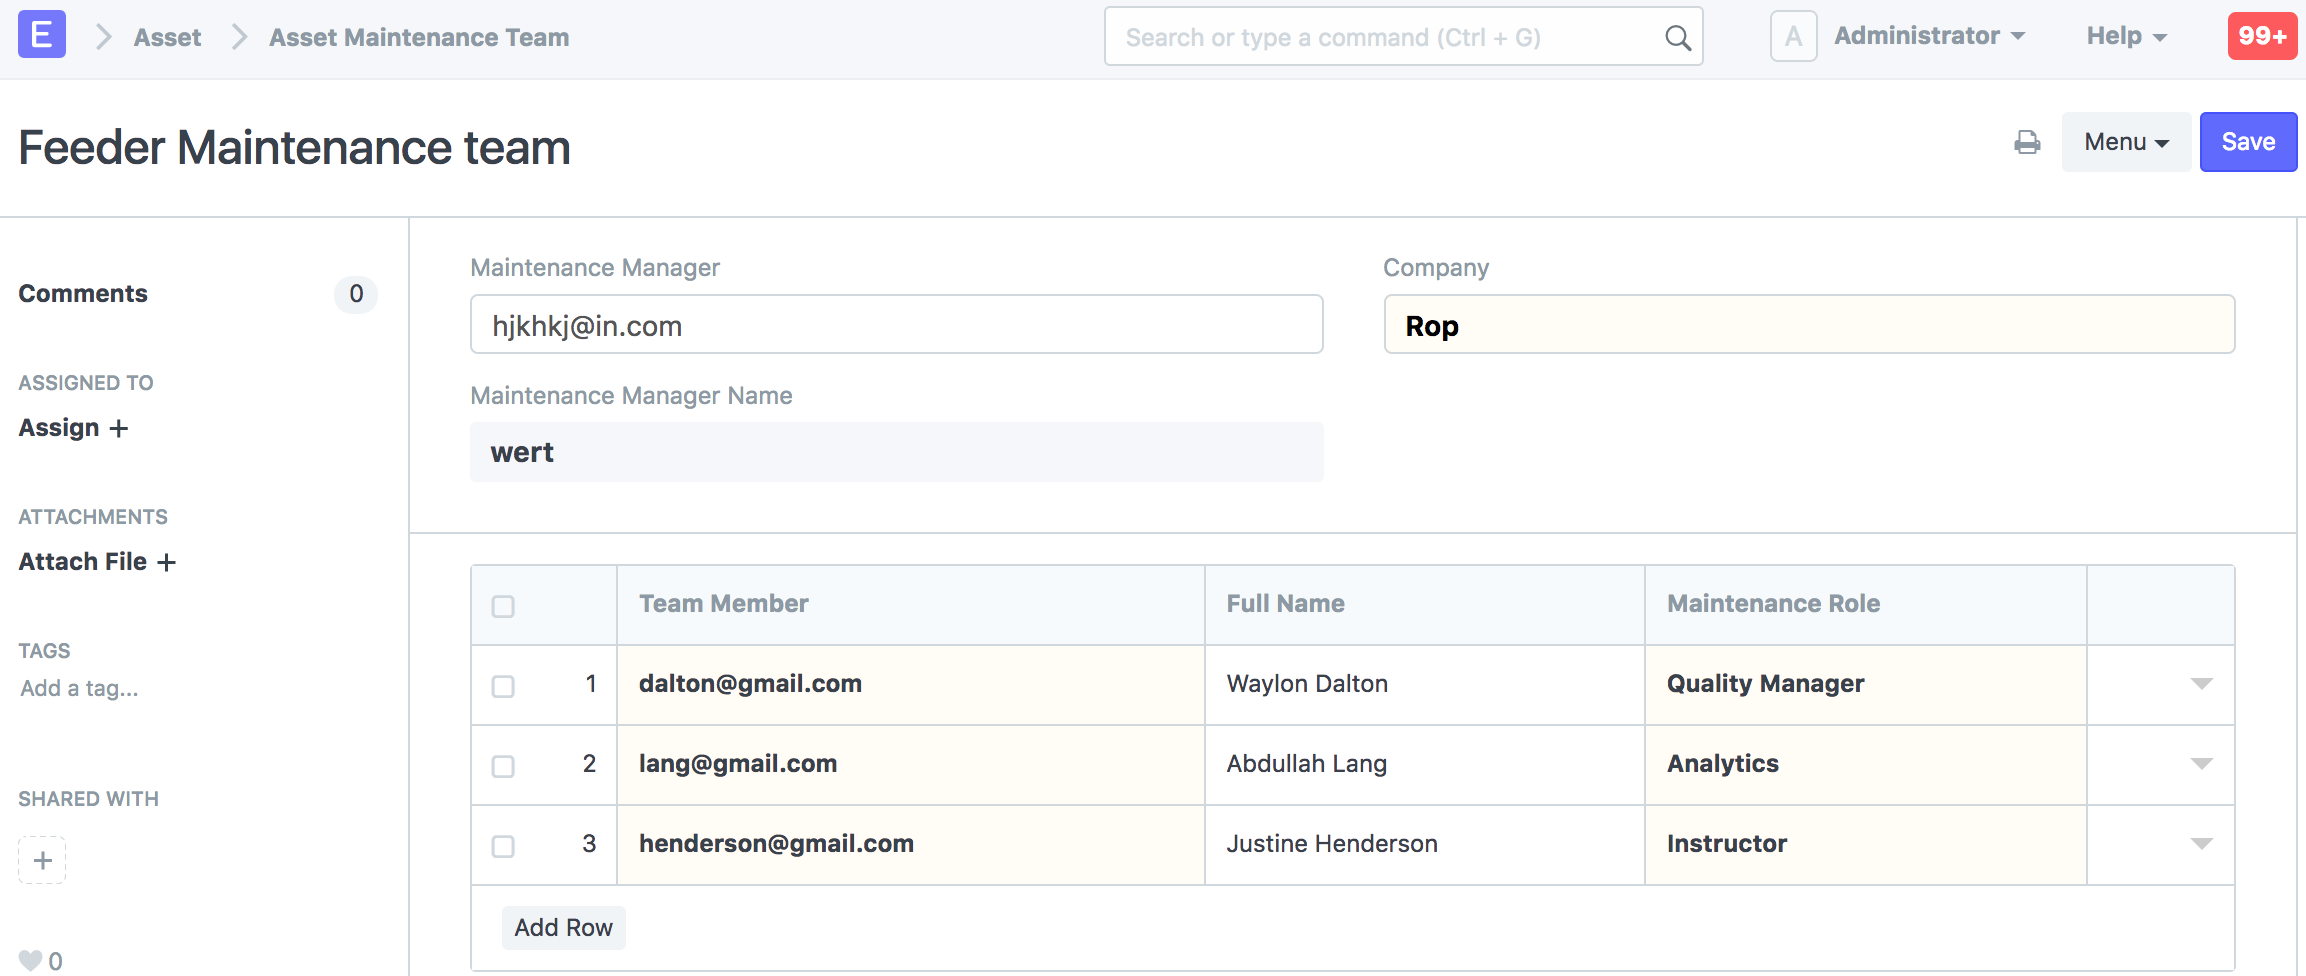 E Asset Asset Maintenance Team Search or type a command (Ctrl + G) A Administrator Help 99+
Feeder Maintenance team Menu Save
Comments 0
ASSIGNED TO
Assign +
ATTACHMENTS
Attach File +
TAGS
Add a tag...
SHARED WITH
+
0
Maintenance Manager Company
hjkhkj@in.com Rop
Maintenance Manager Name
wert
Team Member Full Name Maintenance Role
1 dalton@gmail.com Waylon Dalton Quality Manager
2 lang@gmail.com Abdullah Lang Analytics
3 henderson@gmail.com Justine Henderson Instructor
Add Row